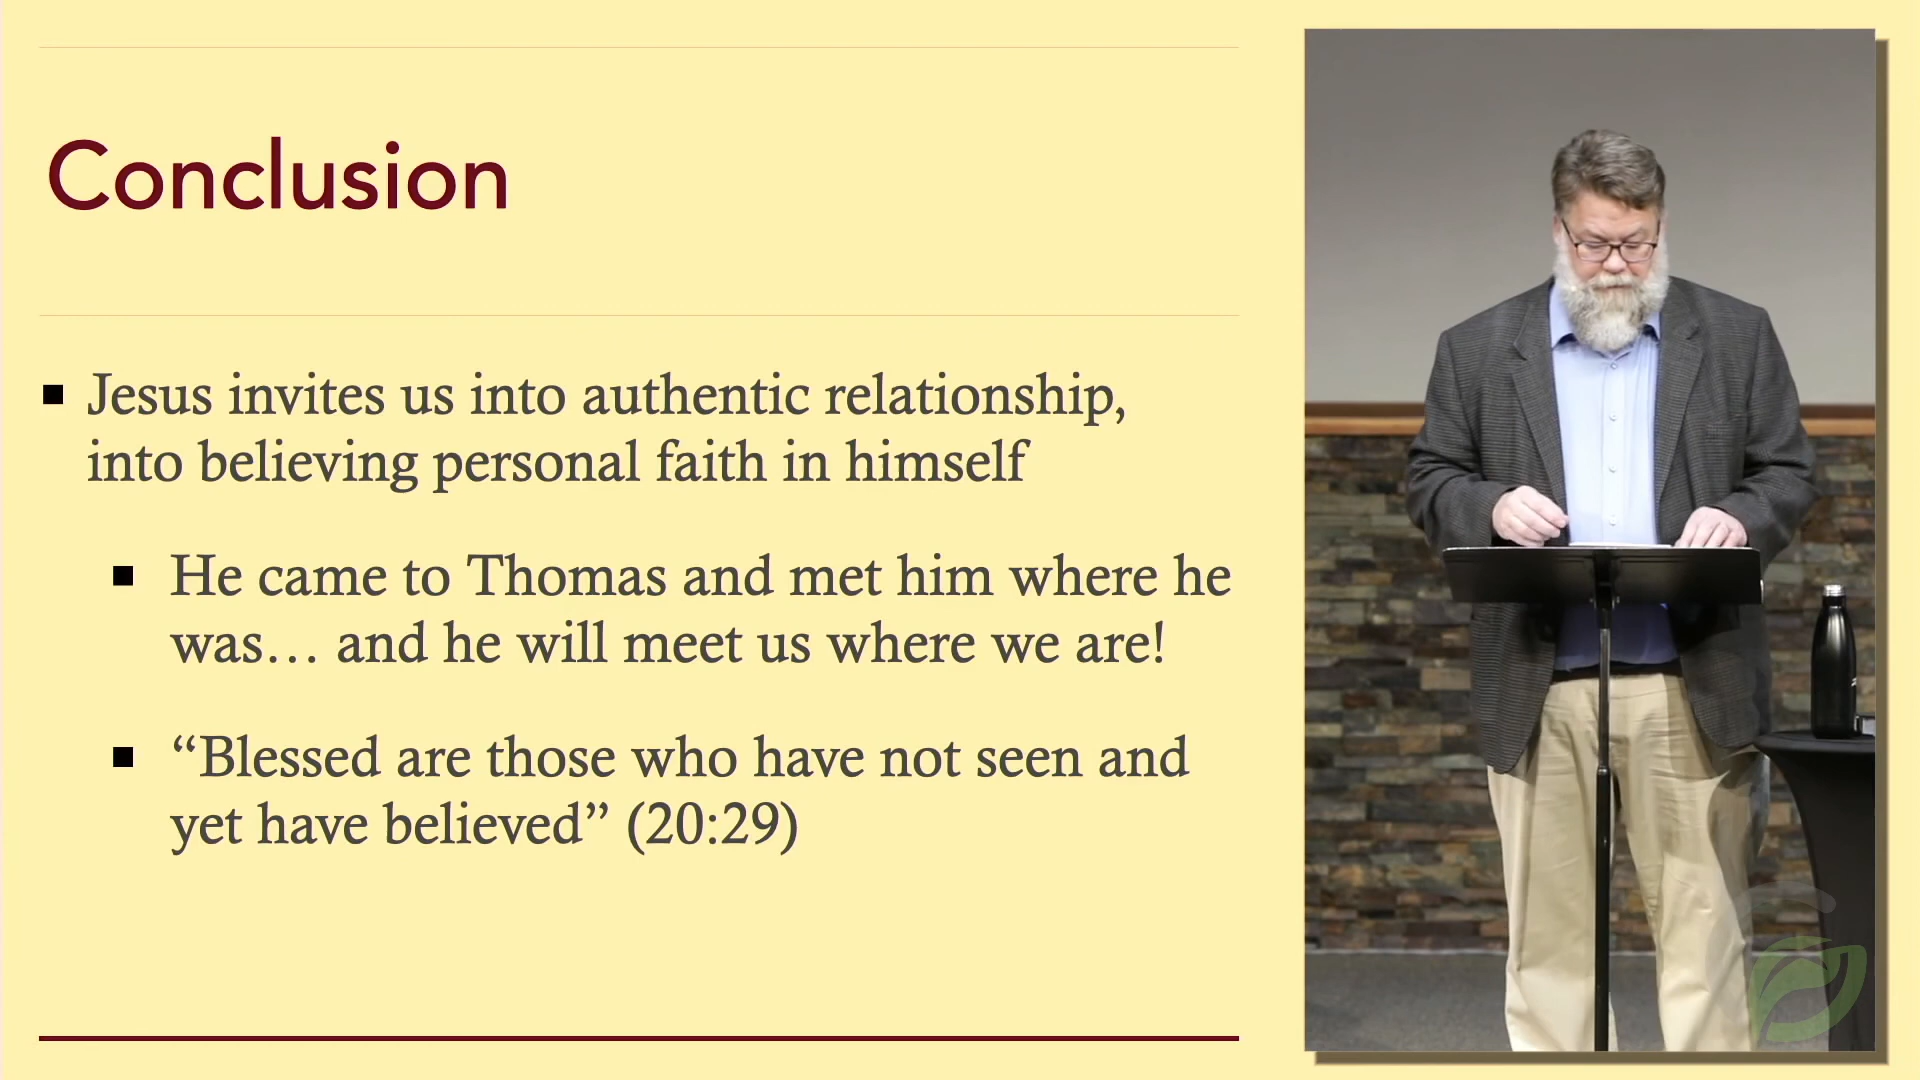 Conclusion
Jesus invites us into authentic relationship,
into believing personal faith in himself
He came to Thomas and met him where he
was… and he will meet us where we are!
“Blessed are those who have not seen and
yet have believed” (20:29)